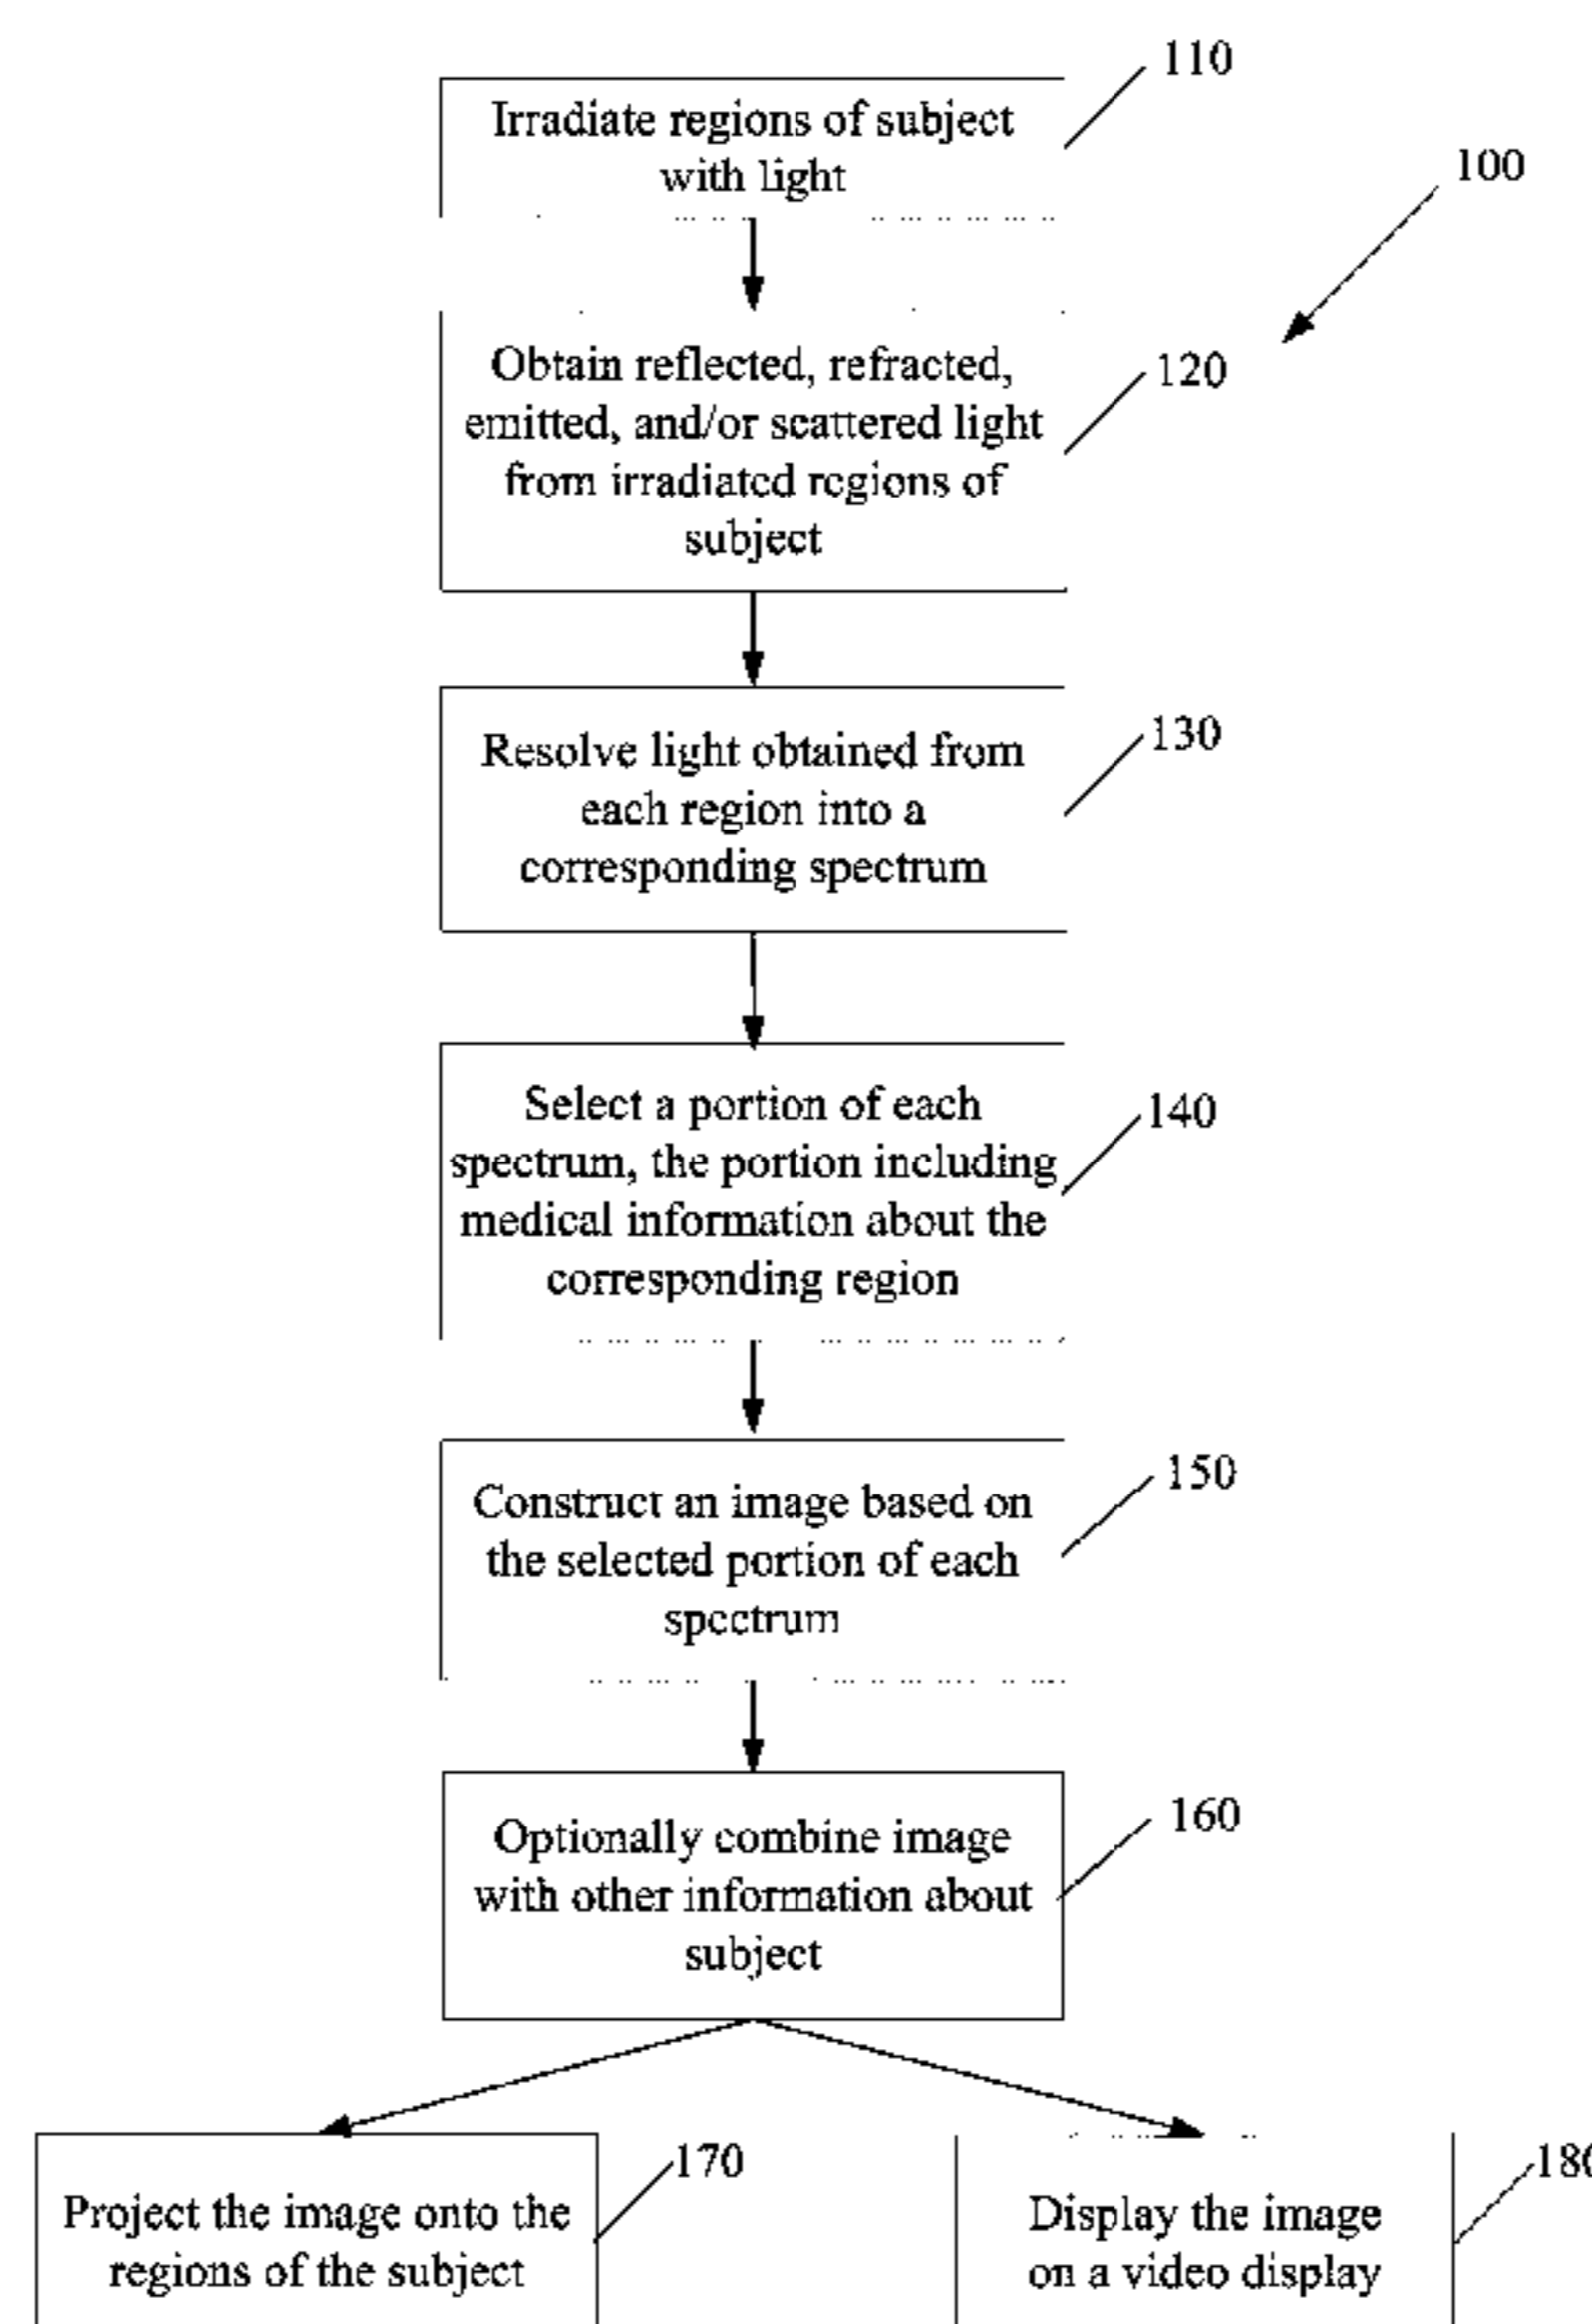 110
Irradiate regions of subject
with light
100
120
Obtain reflected, refracted,
emitted, and/or scattered light
from irradiated regions of
subject
130
Resolve light obtained from
each region into a
corresponding spectrum
140
Select a portion of each
spectrum, the portion including
medical information about the
corresponding region
150
Construct an image based on
the selected portion of each
spectrum
160
Optionally combine image
with other information about
subject
170
Project the image onto the
regions of the subject
180
Display the image
on a video display